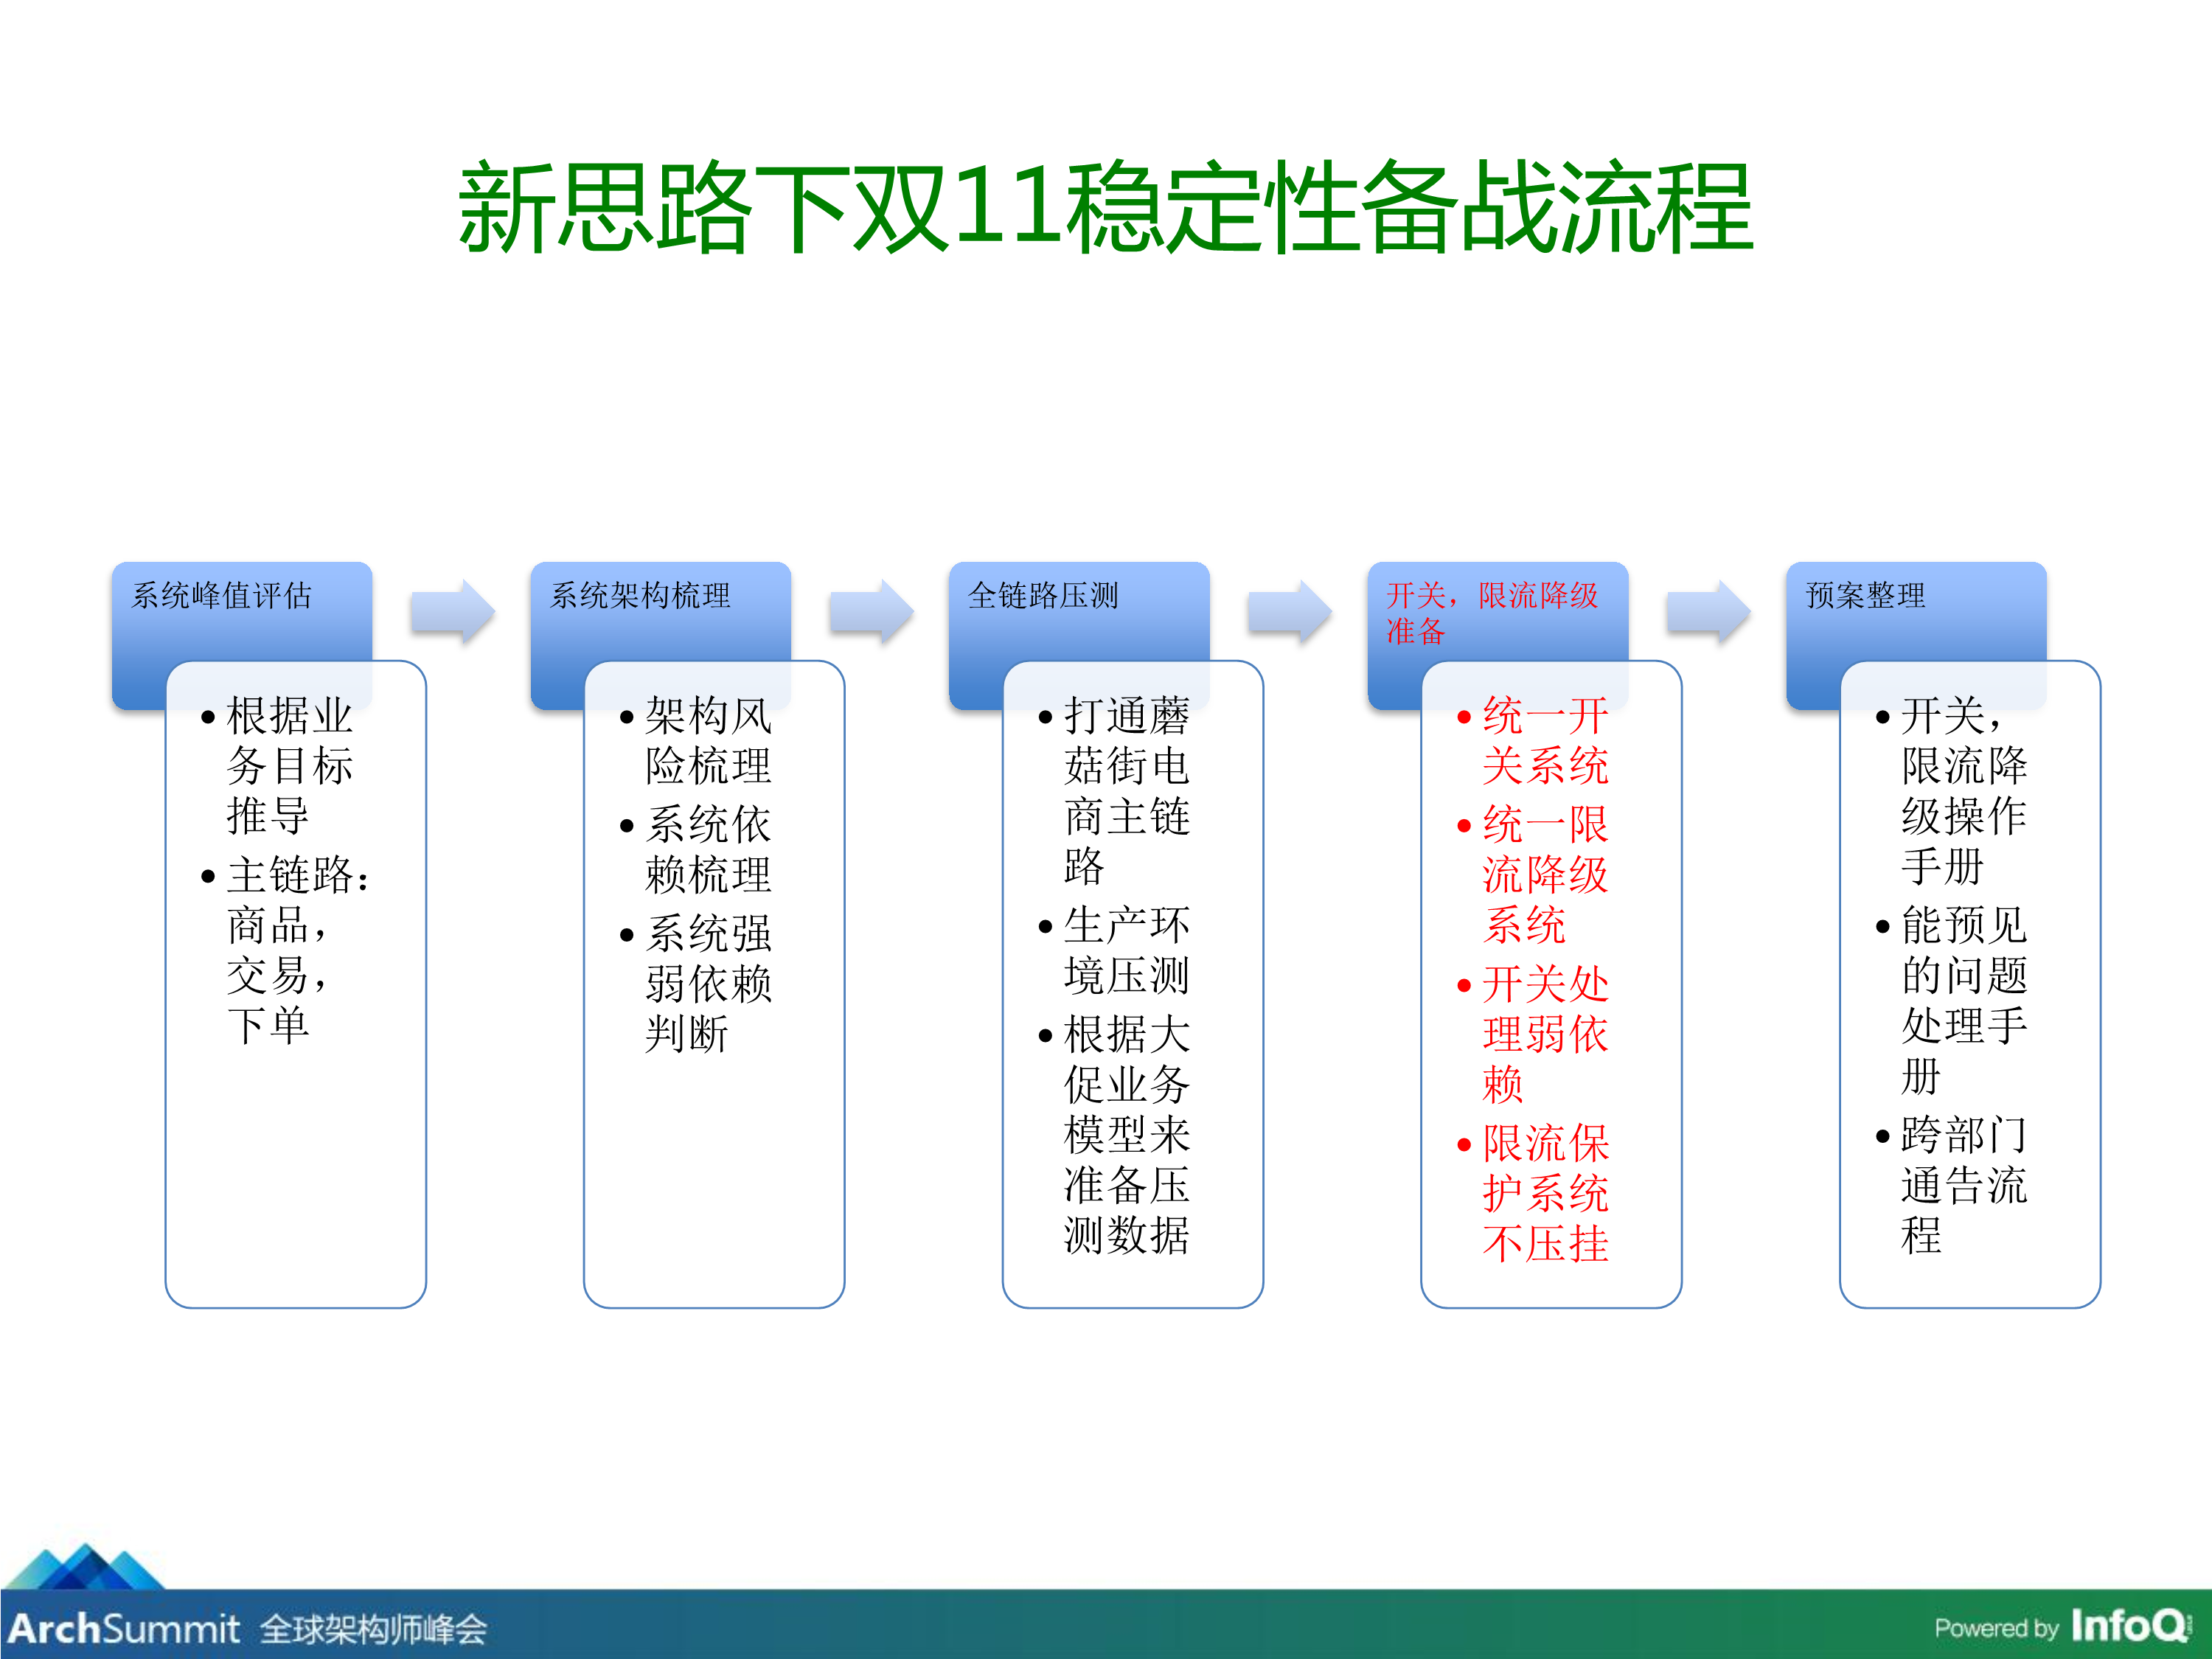 新思路下双11稳定性备战流程
系统峰值评估
• 根据业
务目标
推导
• 主链路：
商品，
交易，
下单
系统架构梳理
• 架构风
险梳理
• 系统依
赖梳理
• 系统强
弱依赖
判断
全链路压测
• 打通蘑
菇街电
商主链
路
• 生产环
境压测
• 根据大
促业务
模型来
准备压
测数据
开关，限流降级
准备
• 统一开
关系统
• 统一限
流降级
系统
• 开关处
理弱依
赖
• 限流保
护系统
不压挂
预案整理
• 开关，
限流降
级操作
手册
• 能预见
的问题
处理手
册
• 跨部门
通告流
程
ArchSummit 全球架构师峰会
Powered by InfoQ